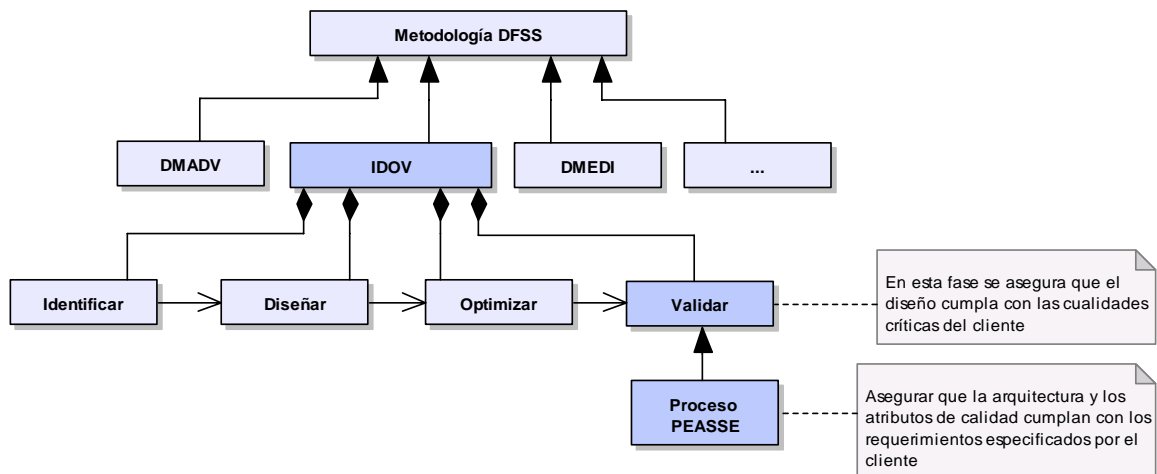 Metodología DFSS
DMADV
IDOV
DMEDI
...
Identificar
Diseñar
Optimizar
Validar
En esta fase se asegura que el
diseño cumpla con las cualidades
críticas del cliente
Proceso
PEASSE
Asegurar que la arquitectura y los
atributos de calidad cumplan con los
requerimientos especificados por el
cliente